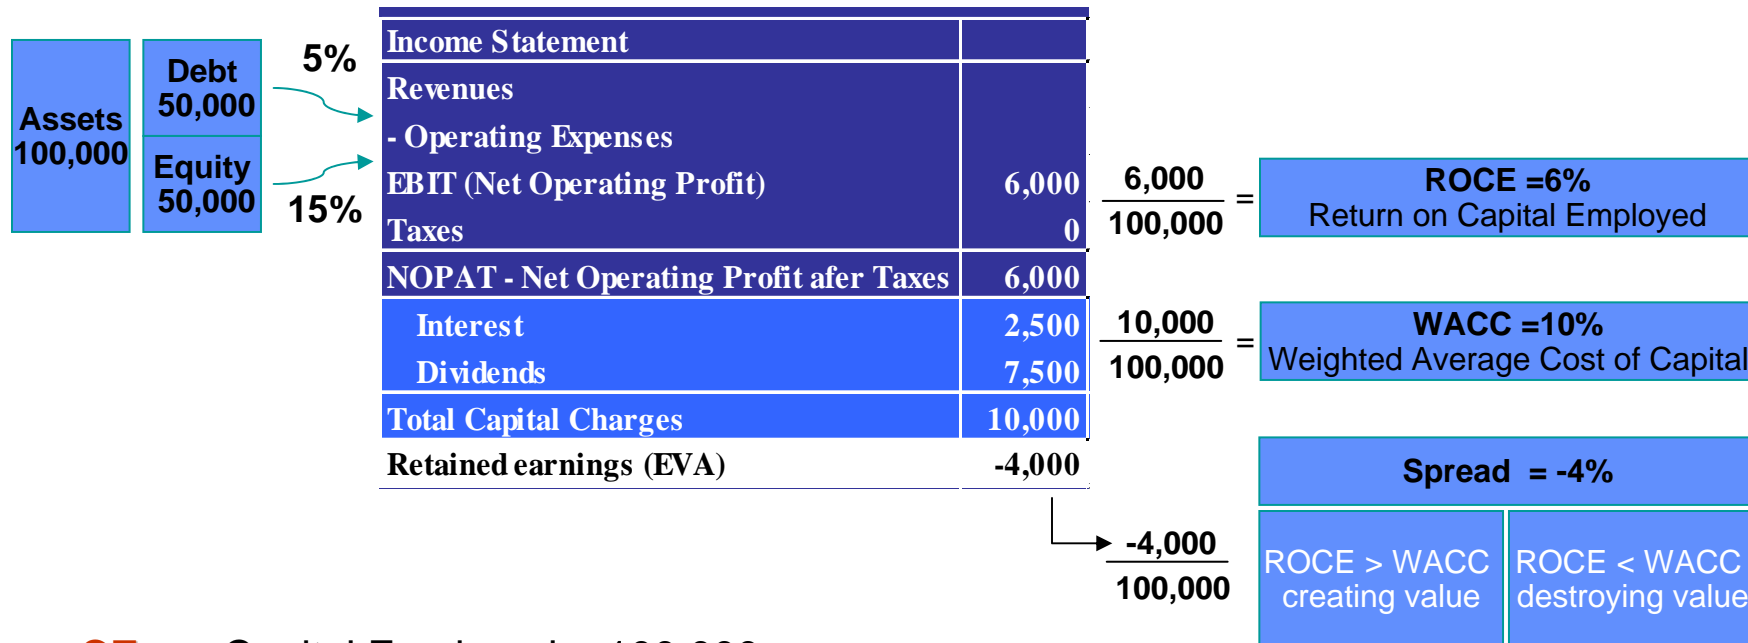 Assets
100,000
Debt
50,000
Equity
50,000
5%
15%
Income Statement
Revenues
- Operating Expenses
EBIT (Net Operating Profit) 6,000
Taxes 0
NOPAT - Net Operating Profit afer Taxes 6,000
Interest 2,500
Dividends 7,500
Total Capital Charges 10,000
Retained earnings (EVA) -4,000
6,000
100,000
=
ROCE =6%
Return on Capital Employed
10,000
100,000
=
WACC =10%
Weighted Average Cost of Capital
-4,000
100,000
Spread = -4%
ROCE > WACC
creating value
ROCE < WACC
destroying value